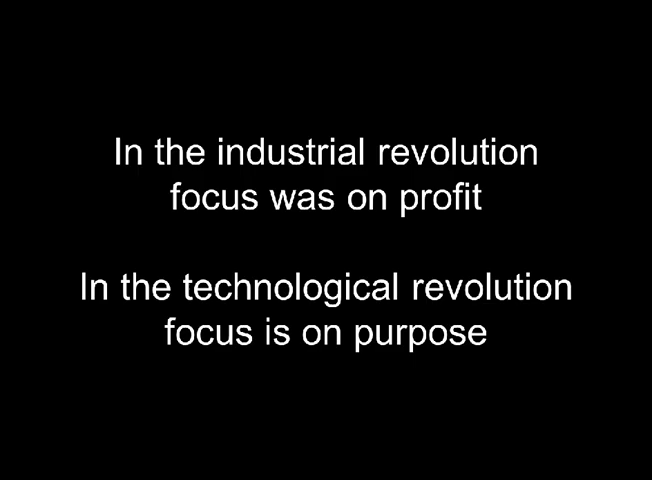 In the industrial revolution
focus was on profit
In the technological revolution
focus is on purpose